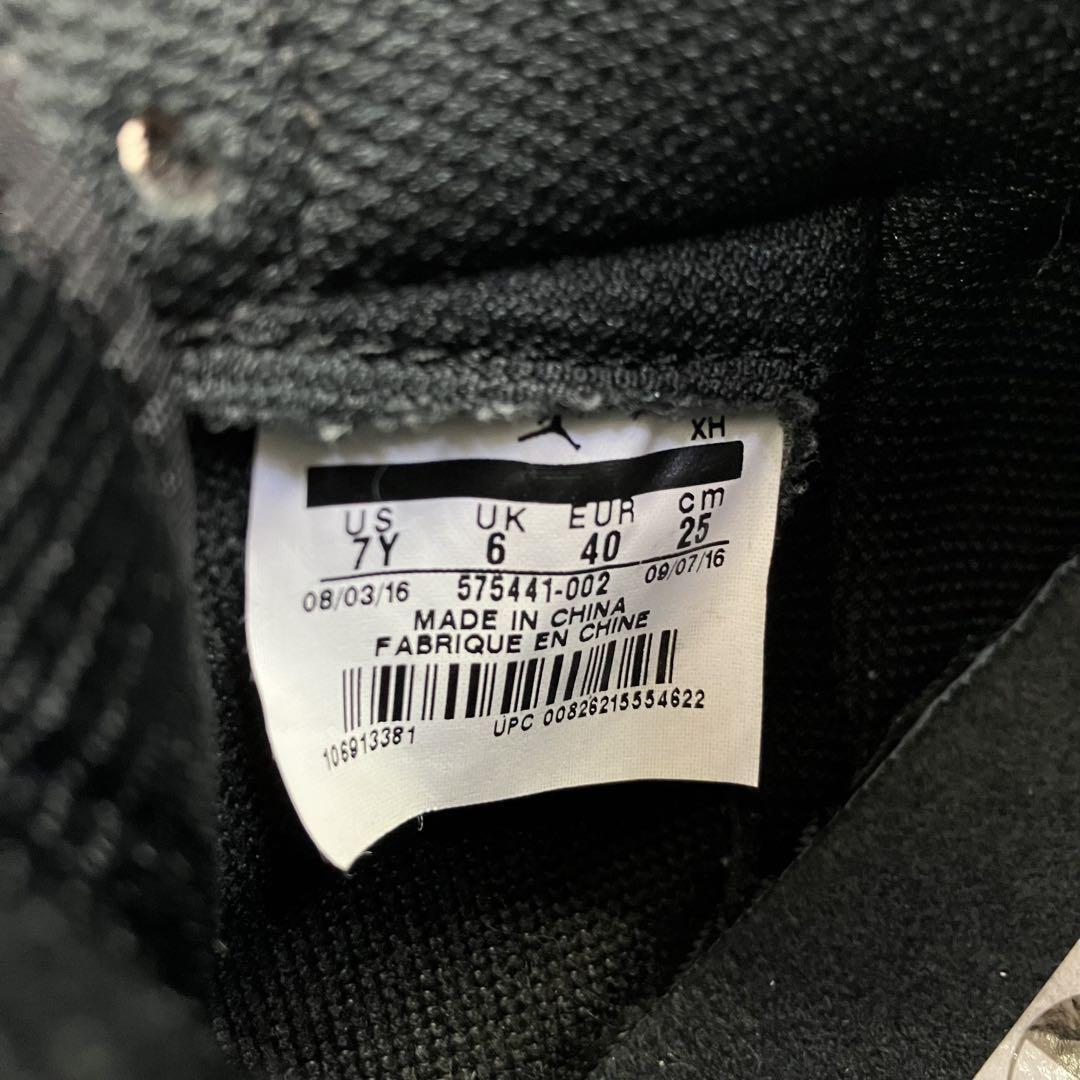 XH
US UK EUR cm
7Y 6 40 25
08/03/16 575441-002 09/07/16
MADE IN CHINA
FABRIQUE EN CHINE
106913381 UPC 00826215554622